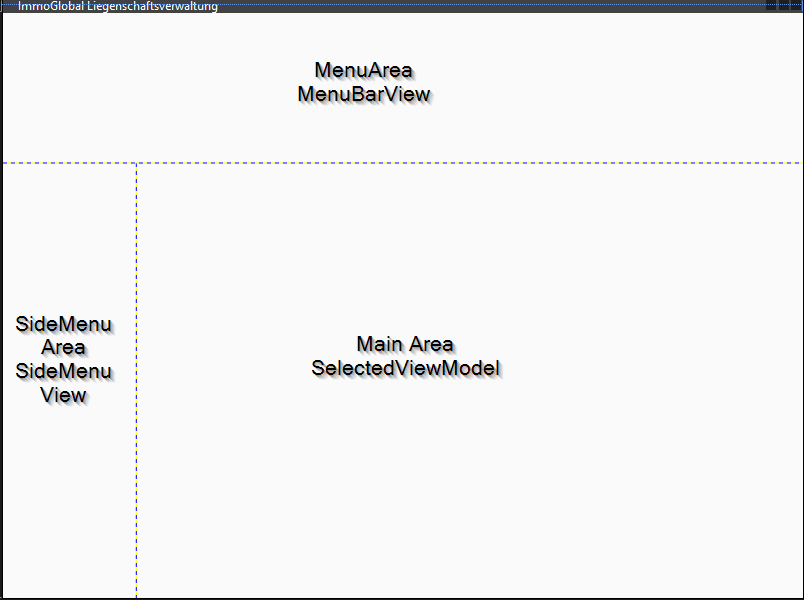 ImmoGlobal Liegenschaftsverwaltung
MenuArea
MenuBarView
SideMenu
Area
SideMenu
View
Main Area
SelectedViewModel